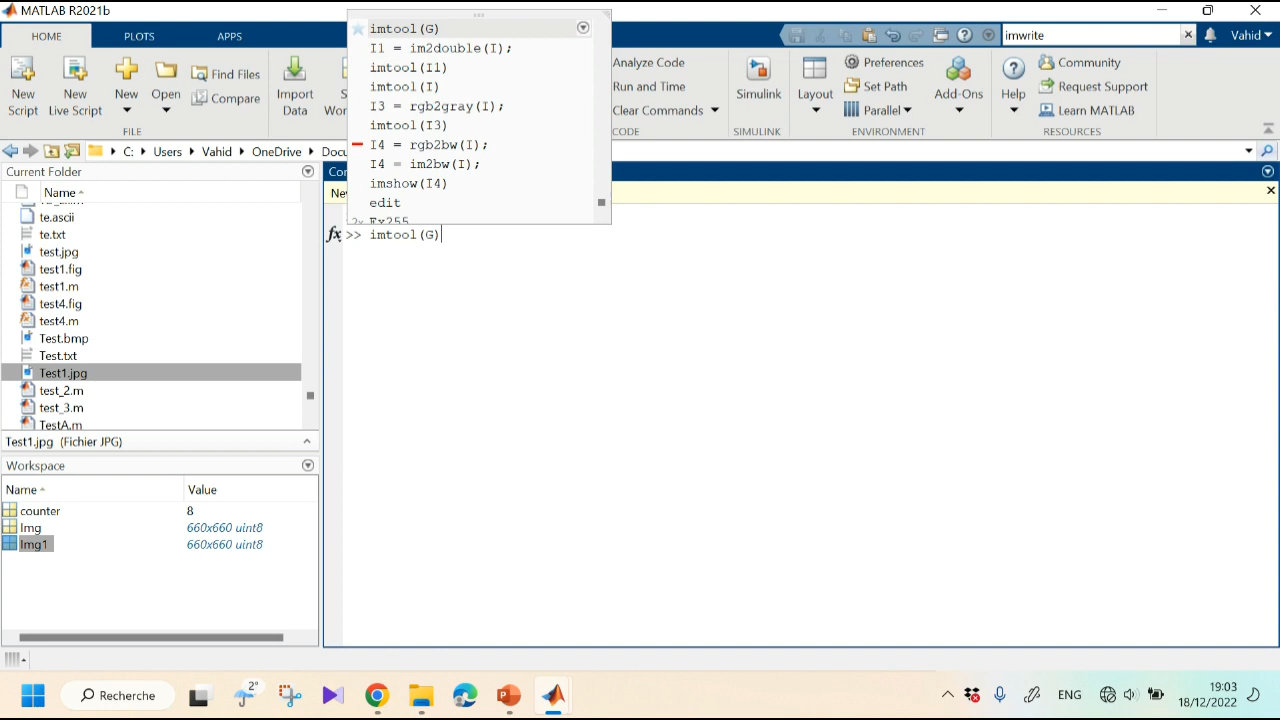 MATLAB R2021b
HOME PLOTS APPS
imwrite
Vahid
New Script
New Live Script
New
Open
Find Files
Compare
Import Data
FILE
Analyze Code
Run and Time
Clear Commands
CODE
Simulink
SIMULINK
Layout
Preferences
Set Path
Parallel
Add-Ons
ENVIRONMENT
Help
Community
Request Support
Learn MATLAB
RESOURCES
C: Users Vahid OneDrive Docu
imtool(G)
I1 = im2double(I);
imtool(I1)
imtool(I)
I3 = rgb2gray(I);
imtool(I3)
I4 = rgb2bw(I);
I4 = im2bw(I);
imshow(I4)
edit
2x Ex255
fx >> imtool(G)
Current Folder
Name
te.ascii
te.txt
test.jpg
test1.fig
test1.m
test4.fig
test4.m
Test.bmp
Test.txt
Test1.jpg
test_2.m
test_3.m
TestA.m
Test1.jpg (Fichier JPG)
Workspace
Name Value
counter 8
Img 660x660 uint8
Img1 660x660 uint8
Recherche
2°
ENG
19:03
18/12/2022